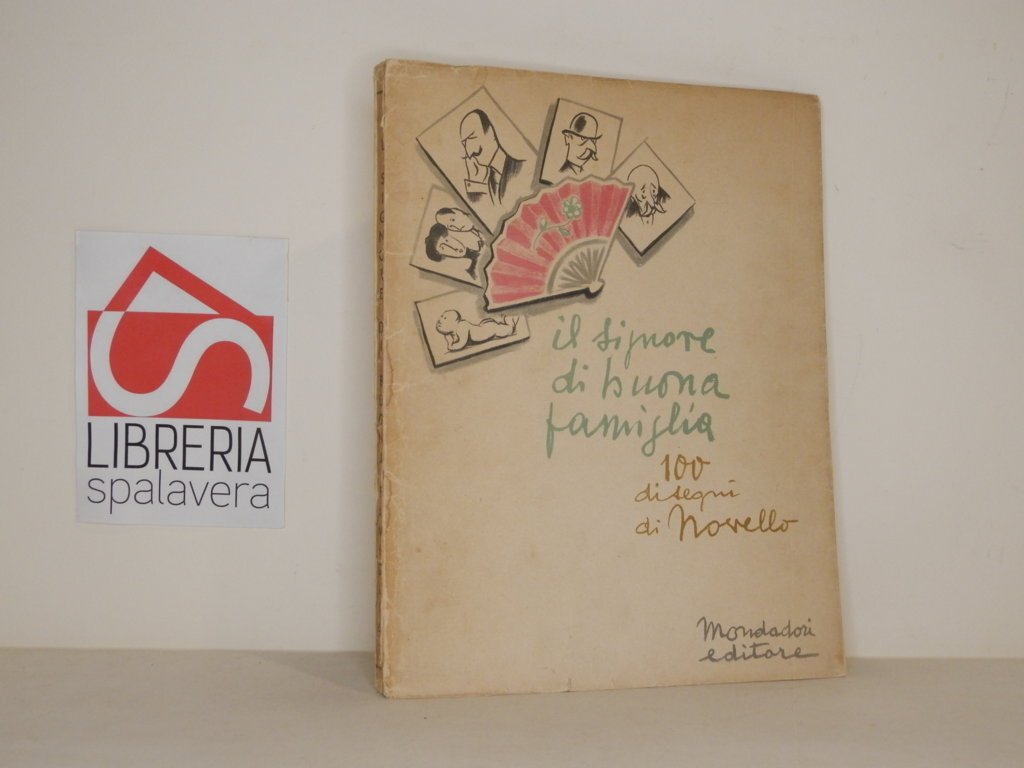 LIBRERIA
spalavera
il signore
di buona
famiglia
100
disegni
di Novello
Mondadori
editore